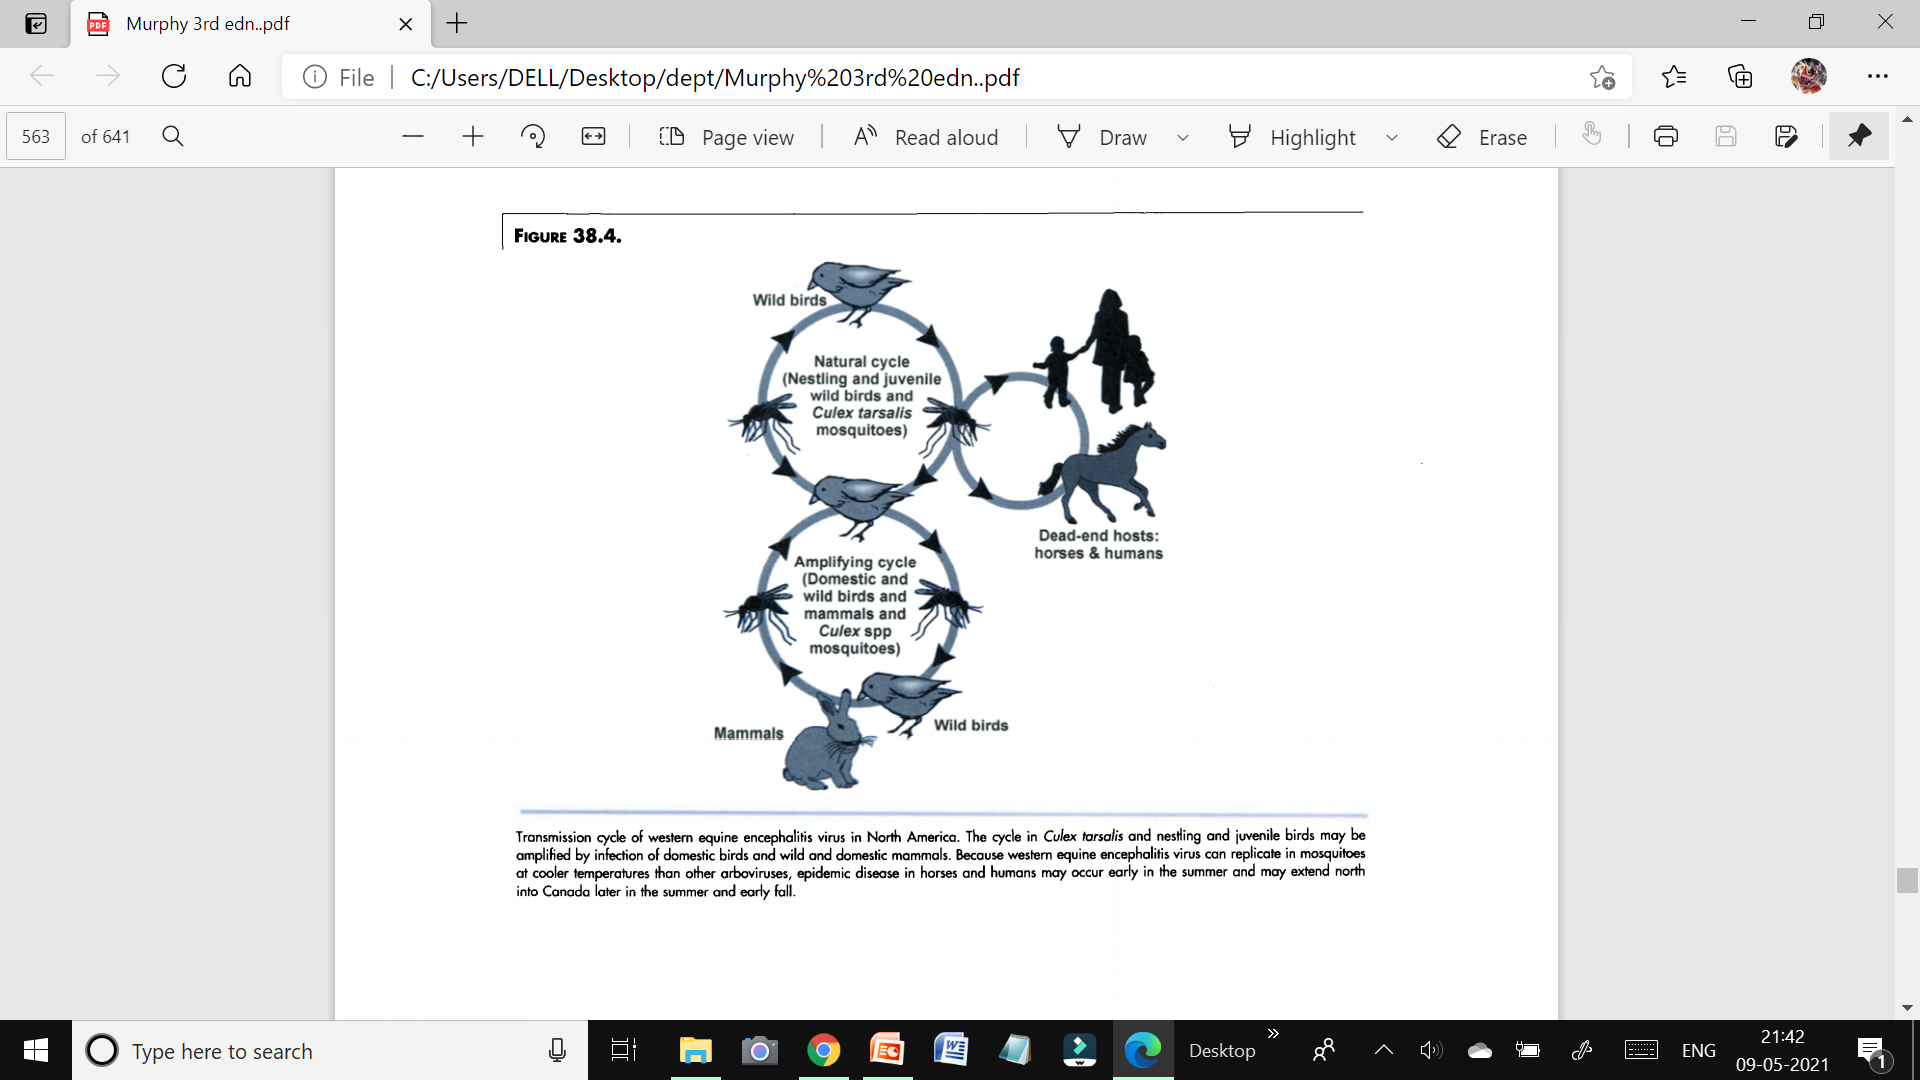 Murphy 3rd edn..pdf
File
C:/Users/DELL/Desktop/dept/Murphy%203rd%20edn..pdf
563 of 641
Page view
Read aloud
Draw
Highlight
Erase
FIGURE 38.4.
Wild birds
Natural cycle
(Nestling and juvenile
wild birds and
Culex tarsalis
mosquitoes)
Dead-end hosts:
horses & humans
Amplifying cycle
(Domestic and
wild birds and
mammals and
Culex spp
mosquitoes)
Mammals
Wild birds
Transmission cycle of western equine encephalitis virus in North America. The cycle in Culex tarsalis and nestling and juvenile birds may be
amplified by infection of domestic birds and wild and domestic mammals. Because western equine encephalitis virus can replicate in mosquitoes
at cooler temperatures than other arboviruses, epidemic disease in horses and humans may occur early in the summer and may extend north
into Canada later in the summer and early fall.
Type here to search
Desktop
ENG
21:42
09-05-2021
1